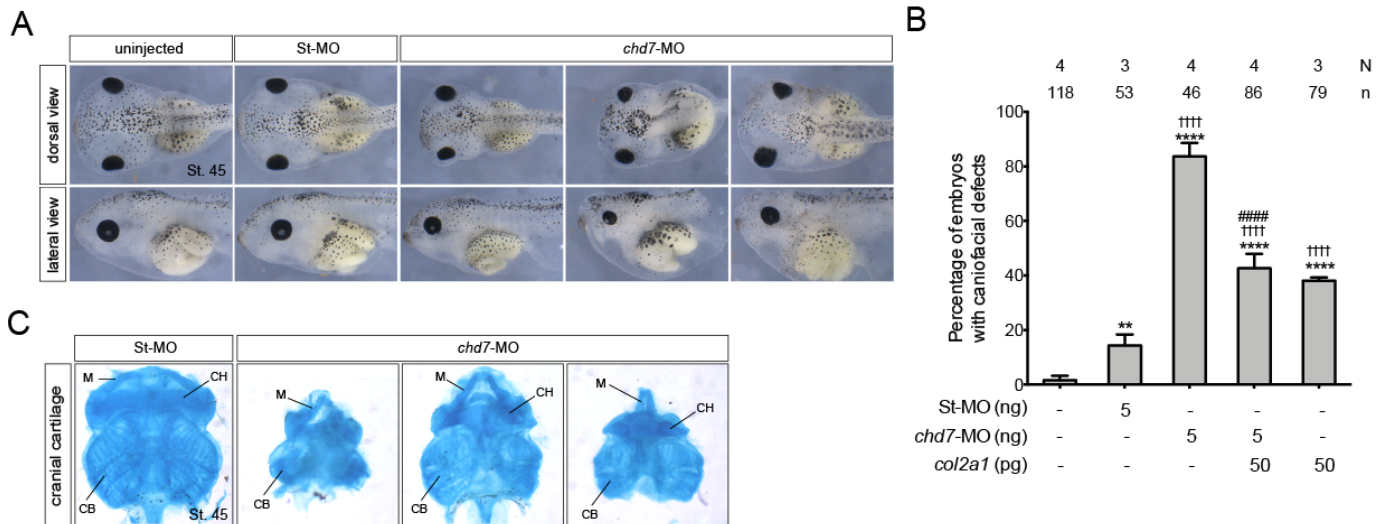 A
uninjected
St-MO
chd7-MO
dorsal view
St. 45
lateral view
B
4 3 4 4 3 N
118 53 46 86 79 n
Percentage of embryos
with caniofacial defects
100
80
60
40
20
0
**
††††
****
####
††††
****
††††
****
St-MO (ng) - 5 - - -
chd7-MO (ng) - - 5 5 -
col2a1 (pg) - - - 50 50
C
St-MO
chd7-MO
cranial cartilage
M
CH
CB
St. 45
M
CB
M
CH
CB
M
CH
CB